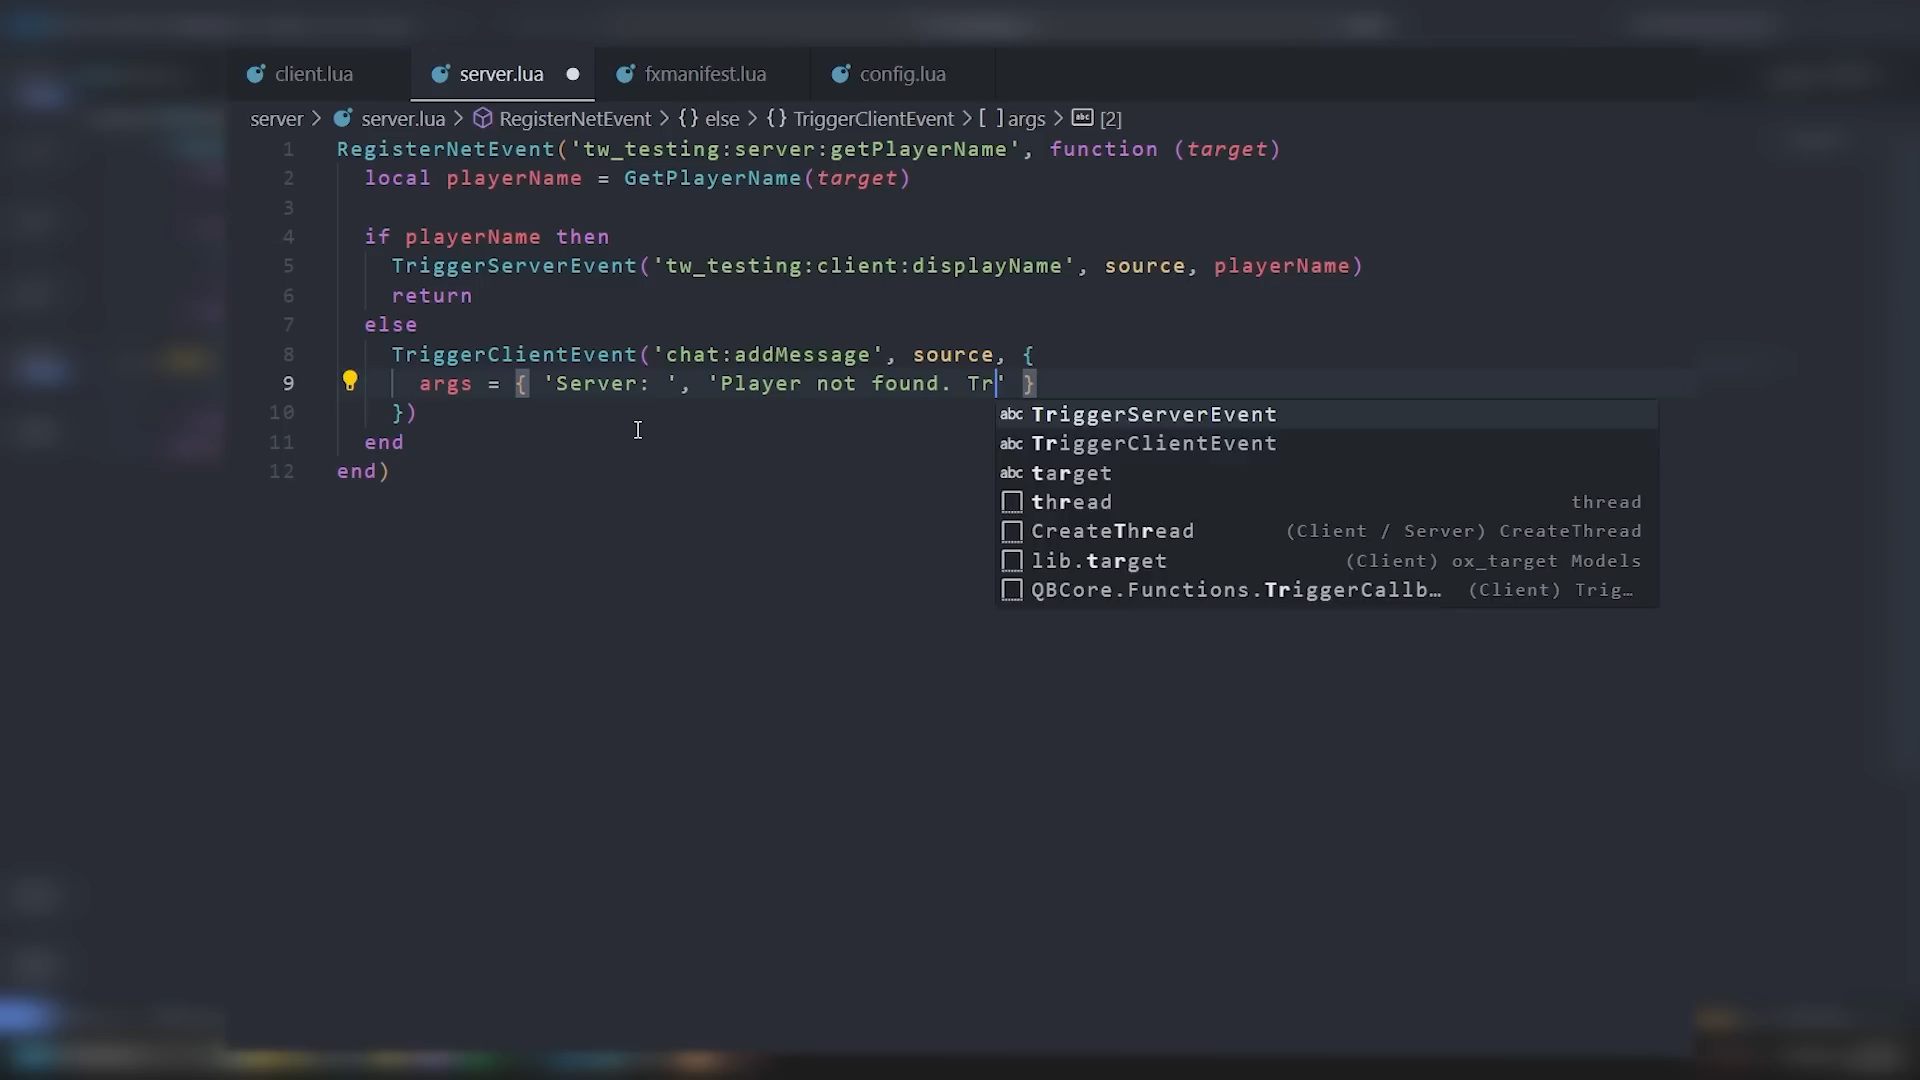 client.lua server.lua fxmanifest.lua config.lua
server > server.lua > RegisterNetEvent > {} else > {} TriggerClientEvent > [ ] args > abc [2]
1 RegisterNetEvent('tw_testing:server:getPlayerName', function (target)
2 local playerName = GetPlayerName(target)
3
4 if playerName then
5 TriggerServerEvent('tw_testing:client:displayName', source, playerName)
6 return
7 else
8 TriggerClientEvent('chat:addMessage', source, {
9 args = { 'Server: ', 'Player not found. Tr' }
10 })
11 end
12 end)
abc TriggerServerEvent
abc TriggerClientEvent
abc target
thread thread
CreateThread (Client / Server) CreateThread
lib.target (Client) ox_target Models
QBCore.Functions.TriggerCallb… (Client) Trig…